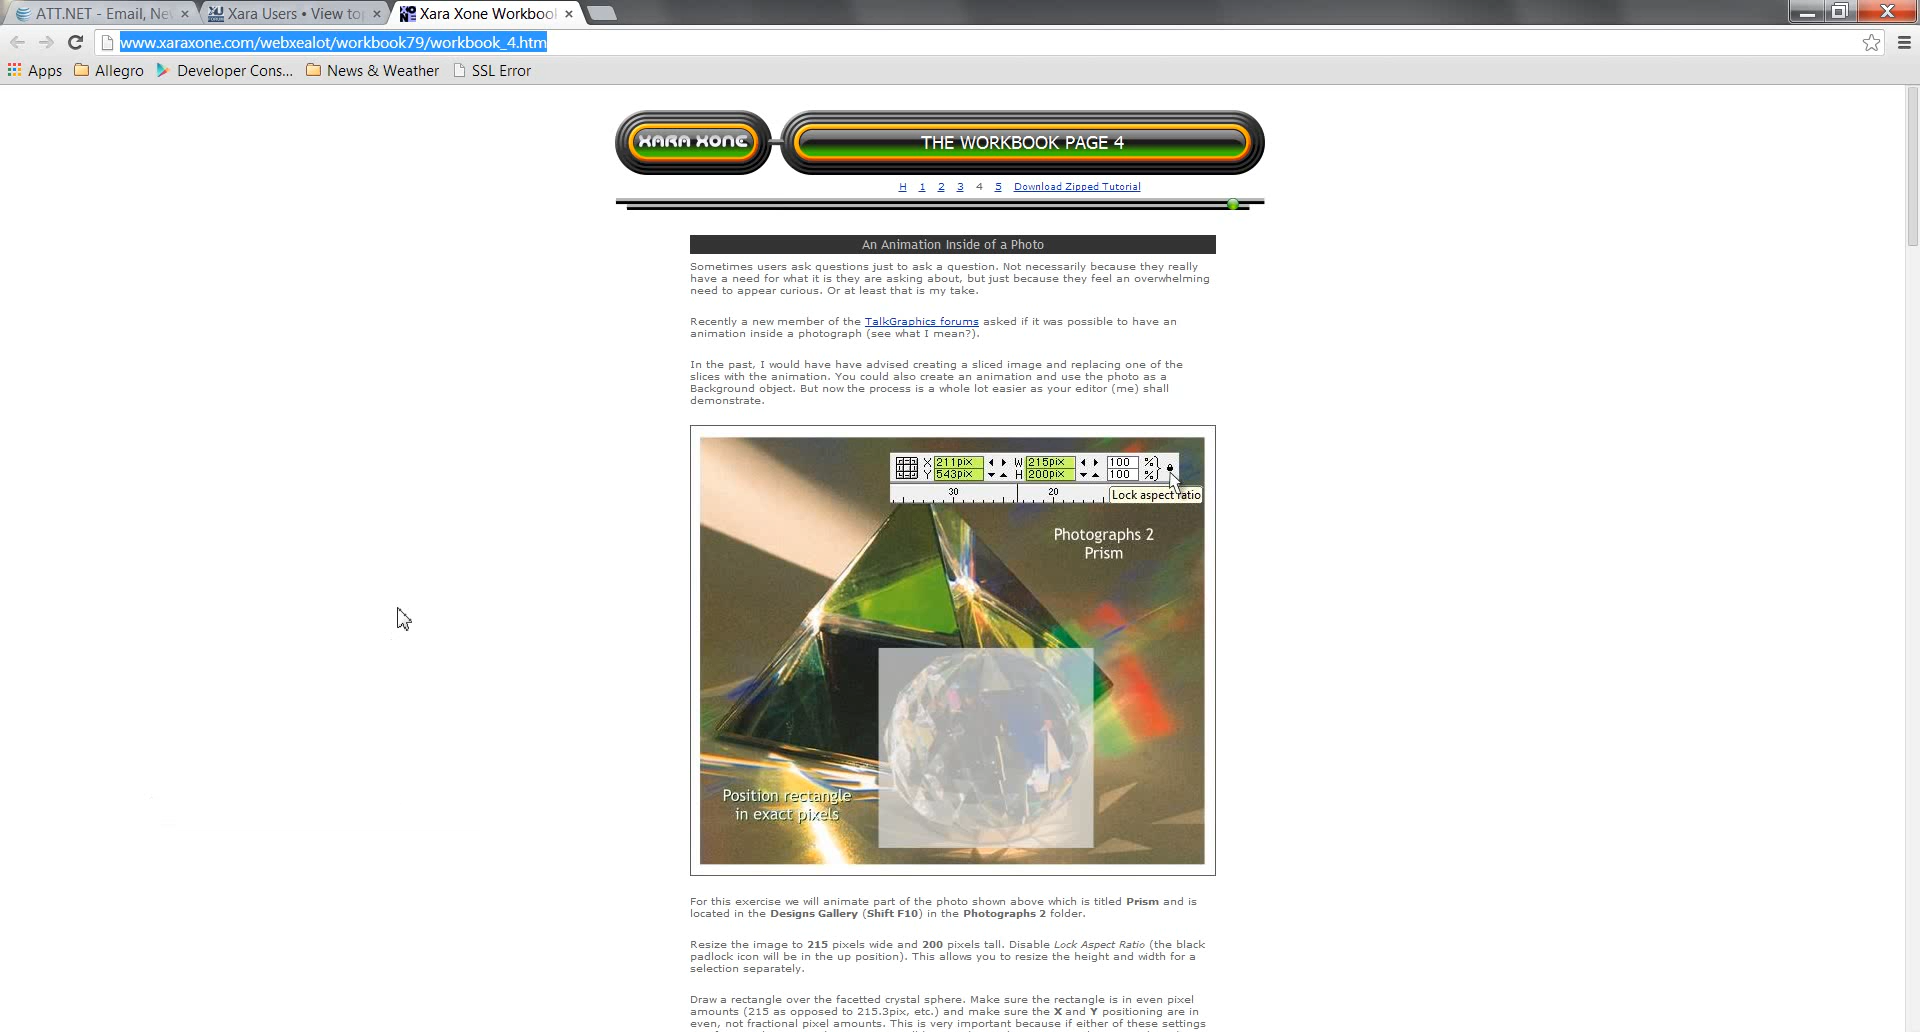 ATT.NET - Email, Ne
Xara Users • View to
Xara Xone Workboo
www.xaraxone.com/webxealot/workbook79/workbook_4.htm
Apps Allegro Developer Cons... News & Weather SSL Error
XARA XONE
THE WORKBOOK PAGE 4
H 1 2 3 4 5 Download Zipped Tutorial
An Animation Inside of a Photo
Sometimes users ask questions just to ask a question. Not necessarily because they really
have a need for what it is they are asking about, but just because they feel an overwhelming
need to appear curious. Or at least that is my take.
Recently a new member of the TalkGraphics forums asked if it was possible to have an
animation inside a photograph (see what I mean?).
In the past, I would have have advised creating a sliced image and replacing one of the
slices with the animation. You could also create an animation and use the photo as a
Background object. But now the process is a whole lot easier as your editor (me) shall
demonstrate.
X 211pix W 215pix 100 %
Y 543pix H 200pix 100 %
30 20
Lock aspect ratio
Photographs 2
Prism
Position rectangle
in exact pixels
For this exercise we will animate part of the photo shown above which is titled Prism and is
located in the Designs Gallery (Shift F10) in the Photographs 2 folder.
Resize the image to 215 pixels wide and 200 pixels tall. Disable Lock Aspect Ratio (the black
padlock icon will be in the up position). This allows you to resize the height and width for a
selection separately.
Draw a rectangle over the facetted crystal sphere. Make sure the rectangle is in even pixel
amounts (215 as opposed to 215.3pix, etc.) and make sure the X and Y positioning are in
even, not fractional pixel amounts. This is very important because if either of these settings